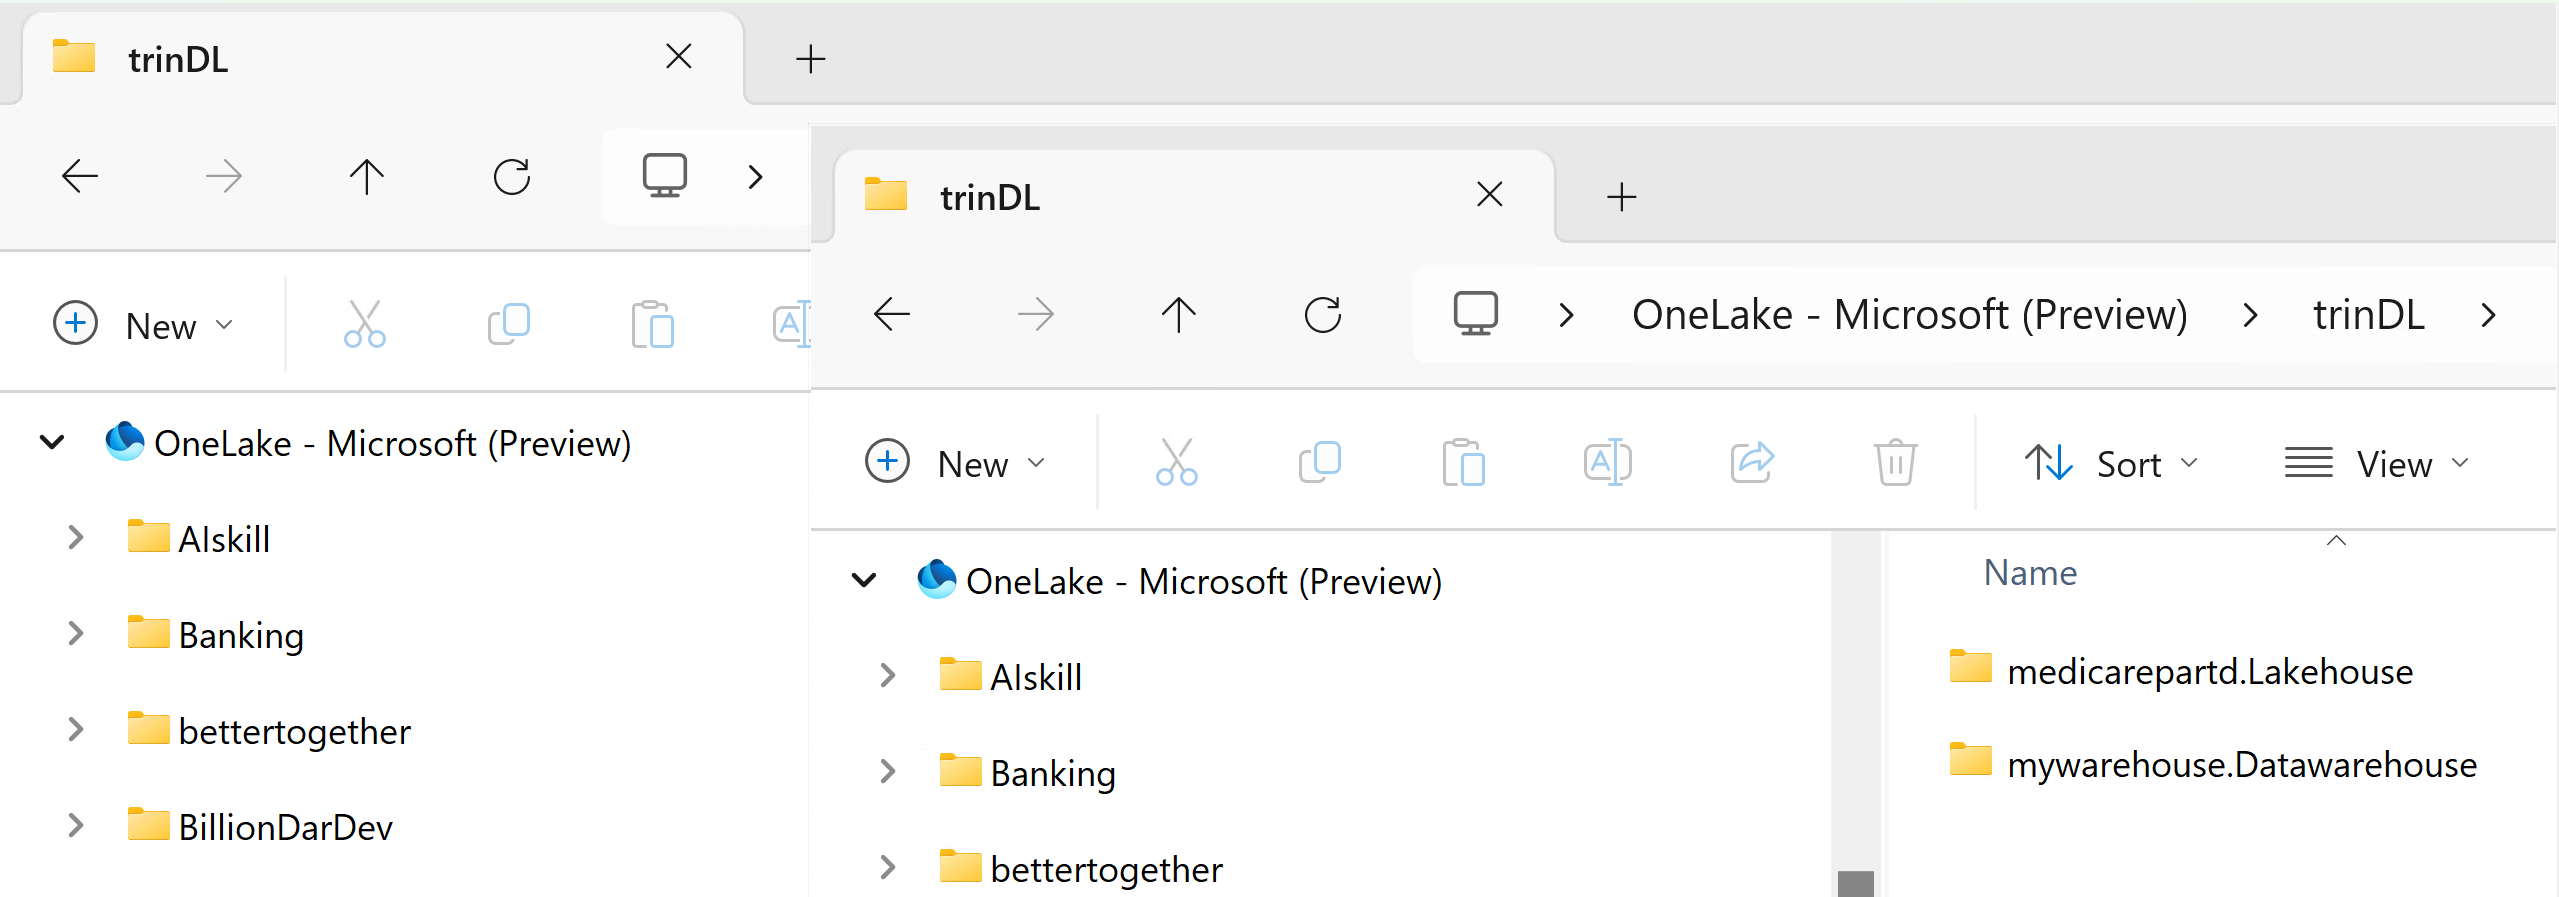 trinDL
New
OneLake - Microsoft (Preview)
AIskill
Banking
bettertogether
BillionDarDev
trinDL
OneLake - Microsoft (Preview) > trinDL >
New
Sort
View
OneLake - Microsoft (Preview)
AIskill
Banking
bettertogether
Name
medicarepartd.Lakehouse
mywarehouse.Datawarehouse